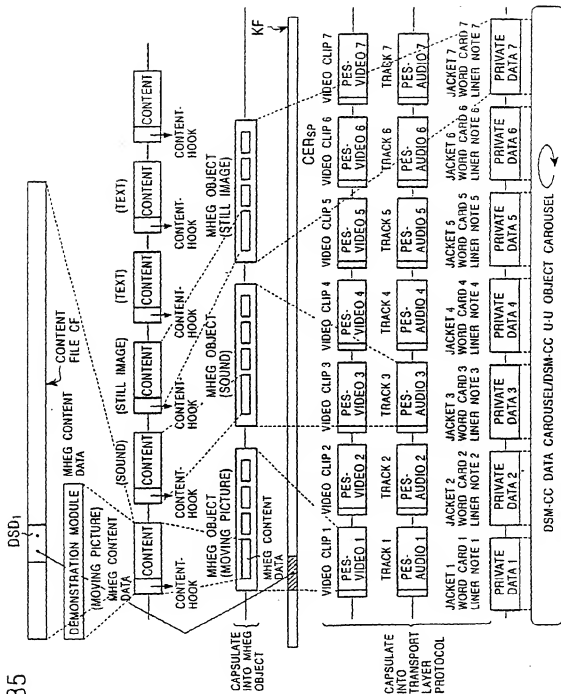 35
DSD1
CONTENT
FILE CF
MHEG CONTENT
DATA
DEMONSTRATION MODULE
(MOVING PICTURE)
MHEG CONTENT
DATA
(SOUND)
(STILL IMAGE)
(TEXT)
(TEXT)
CONTENT
CONTENT
CONTENT
CONTENT
CONTENT
CONTENT
CONTENT-
HOOK
CONTENT-
HOOK
CONTENT-
HOOK
CONTENT-
HOOK
CONTENT-
HOOK
CONTENT-
HOOK
CAPSULATE
INTO MHEG
OBJECT
MHEG OBJECT
(MOVING PICTURE)
MHEG CONTENT
DATA
MHEG OBJECT
(SOUND)
MHEG OBJECT
(STILL IMAGE)
KF
CERSP
CAPSULATE
INTO
TRANSPORT
LAYER
PROTOCOL
VIDEO CLIP 1
VIDEO CLIP 2
VIDEO CLIP 3
VIDEO CLIP 4
VIDEO CLIP 5
VIDEO CLIP 6
VIDEO CLIP 7
PES-
VIDEO 1
PES-
VIDEO 2
PES-
VIDEO 3
PES-
VIDEO 4
PES-
VIDEO 5
PES-
VIDEO 6
PES-
VIDEO 7
TRACK 1
TRACK 2
TRACK 3
TRACK 4
TRACK 5
TRACK 6
TRACK 7
PES-
AUDIO 1
PES-
AUDIO 2
PES-
AUDIO 3
PES-
AUDIO 4
PES-
AUDIO 5
PES-
AUDIO 6
PES-
AUDIO 7
JACKET 1
WORD CARD 1
LINER NOTE 1
JACKET 2
WORD CARD 2
LINER NOTE 2
JACKET 3
WORD CARD 3
LINER NOTE 3
JACKET 4
WORD CARD 4
LINER NOTE 4
JACKET 5
WORD CARD 5
LINER NOTE 5
JACKET 6
WORD CARD 6
LINER NOTE 6
JACKET 7
WORD CARD 7
LINER NOTE 7
PRIVATE
DATA 1
PRIVATE
DATA 2
PRIVATE
DATA 3
PRIVATE
DATA 4
PRIVATE
DATA 5
PRIVATE
DATA 6
PRIVATE
DATA 7
DSM-CC DATA CAROUSEL/DSM-CC U-U OBJECT CAROUSEL